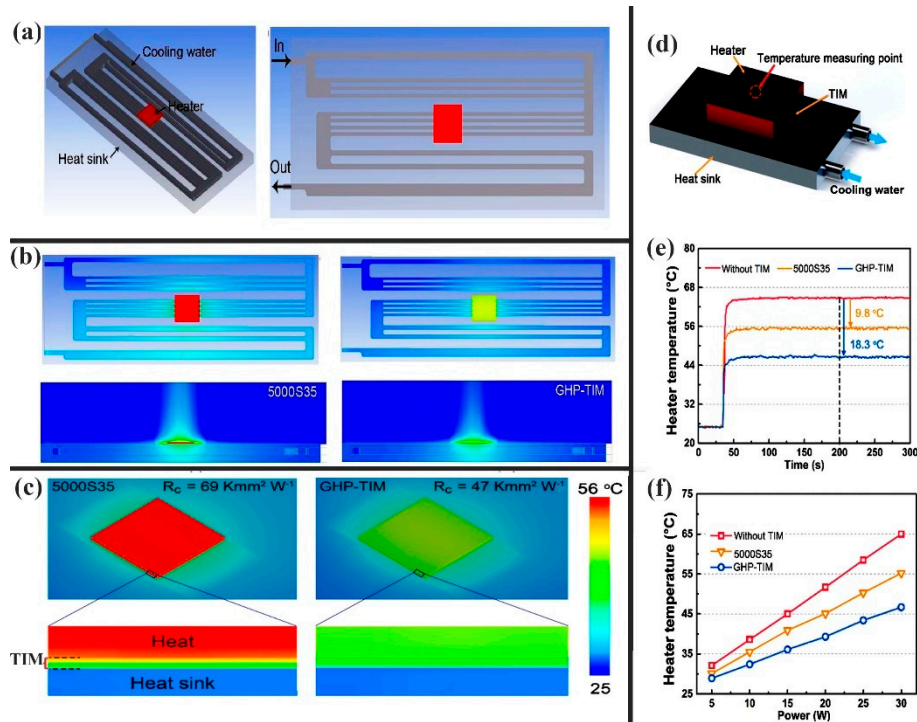 (a)
Cooling water
Heater
Heat sink
In
Out
(b)
5000S35
GHP-TIM
(c)
5000S35
R_C = 69 Kmm² W⁻¹
GHP-TIM
R_C = 47 Kmm² W⁻¹
56 °C
25
Heat
TIM
Heat sink
(d)
Heater
Temperature measuring point
TIM
Heat sink
Cooling water
(e)
Without TIM
5000S35
GHP-TIM
9.8 °C
18.3 °C
Heater temperature (°C)
80
68
56
44
32
20
0 50 100 150 200 250 300
Time (s)
(f)
Without TIM
5000S35
GHP-TIM
Heater temperature (°C)
75
65
55
45
35
25
5 10 15 20 25 30
Power (W)